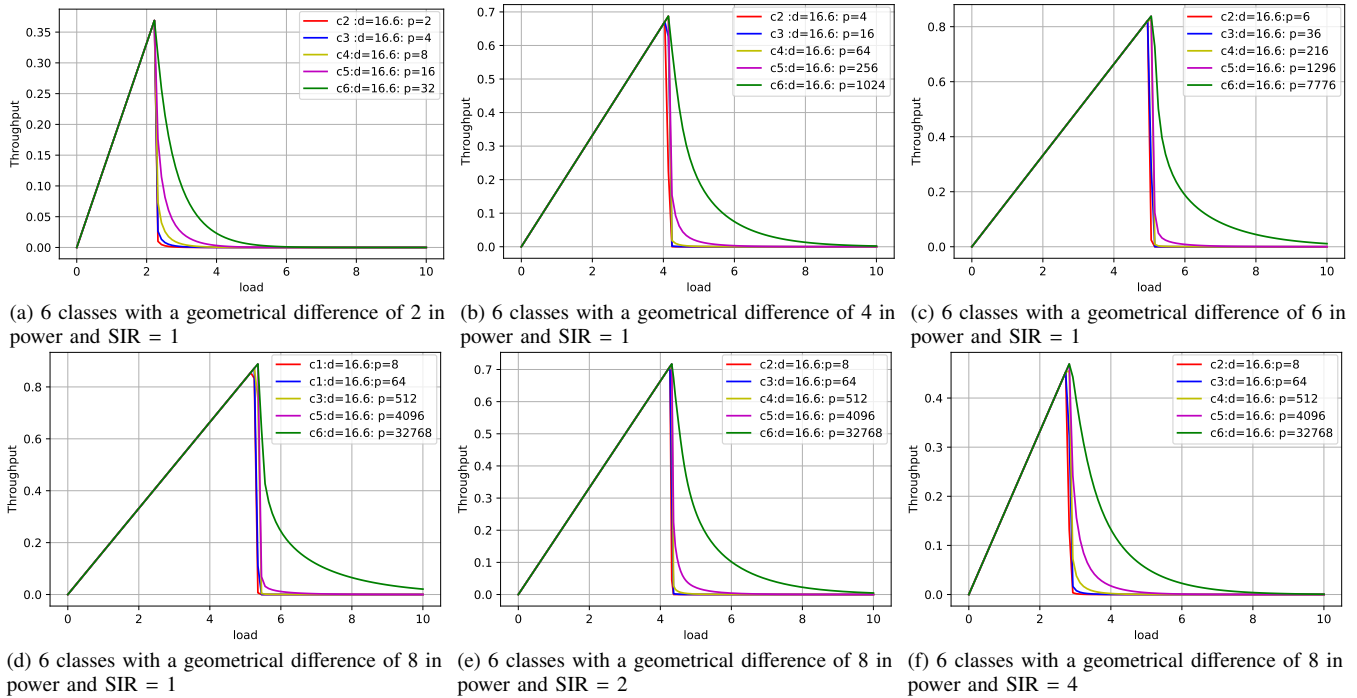 Throughput
0.35
0.30
0.25
0.20
0.15
0.10
0.05
0.00
0 2 4 6 8 10
load
c2 :d=16.6: p=2
c3 :d=16.6: p=4
c4:d=16.6: p=8
c5:d=16.6: p=16
c6:d=16.6: p=32
(a) 6 classes with a geometrical difference of 2 in
power and SIR = 1
Throughput
0.7
0.6
0.5
0.4
0.3
0.2
0.1
0.0
0 2 4 6 8 10
load
c2 :d=16.6: p=4
c3 :d=16.6: p=16
c4:d=16.6: p=64
c5:d=16.6: p=256
c6:d=16.6: p=1024
(b) 6 classes with a geometrical difference of 4 in
power and SIR = 1
Throughput
0.8
0.6
0.4
0.2
0.0
0 2 4 6 8 10
load
c2:d=16.6:p=6
c3:d=16.6: p=36
c4:d=16.6: p=216
c5:d=16.6: p=1296
c6:d=16.6: p=7776
(c) 6 classes with a geometrical difference of 6 in
power and SIR = 1
Throughput
0.8
0.6
0.4
0.2
0.0
0 2 4 6 8 10
load
c1:d=16.6:p=8
c1:d=16.6:p=64
c3:d=16.6: p=512
c5:d=16.6: p=4096
c6:d=16.6: p=32768
(d) 6 classes with a geometrical difference of 8 in
power and SIR = 1
Throughput
0.7
0.6
0.5
0.4
0.3
0.2
0.1
0.0
0 2 4 6 8 10
load
c2:d=16.6:p=8
c3:d=16.6:p=64
c4:d=16.6: p=512
c5:d=16.6: p=4096
c6:d=16.6: p=32768
(e) 6 classes with a geometrical difference of 8 in
power and SIR = 2
Throughput
0.4
0.3
0.2
0.1
0.0
0 2 4 6 8 10
load
c2:d=16.6:p=8
c3:d=16.6:p=64
c4:d=16.6: p=512
c5:d=16.6: p=4096
c6:d=16.6: p=32768
(f) 6 classes with a geometrical difference of 8 in
power and SIR = 4